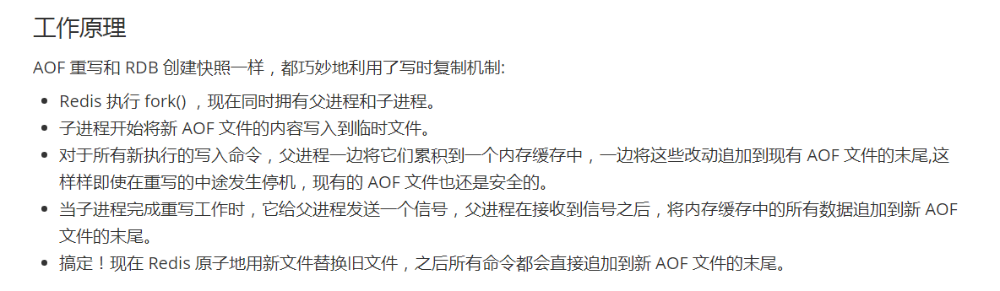 工作原理
AOF 重写和 RDB 创建快照一样，都巧妙地利用了写时复制机制:
Redis 执行 fork() ，现在同时拥有父进程和子进程。
子进程开始将新 AOF 文件的内容写入到临时文件。
对于所有新执行的写入命令，父进程一边将它们累积到一个内存缓存中，一边将这些改动追加到现有 AOF 文件的末尾,这
样样即使在重写的中途发生停机，现有的 AOF 文件也还是安全的。
当子进程完成重写工作时，它给父进程发送一个信号，父进程在接收到信号之后，将内存缓存中的所有数据追加到新 AOF
文件的末尾。
搞定！现在 Redis 原子地用新文件替换旧文件，之后所有命令都会直接追加到新 AOF 文件的末尾。